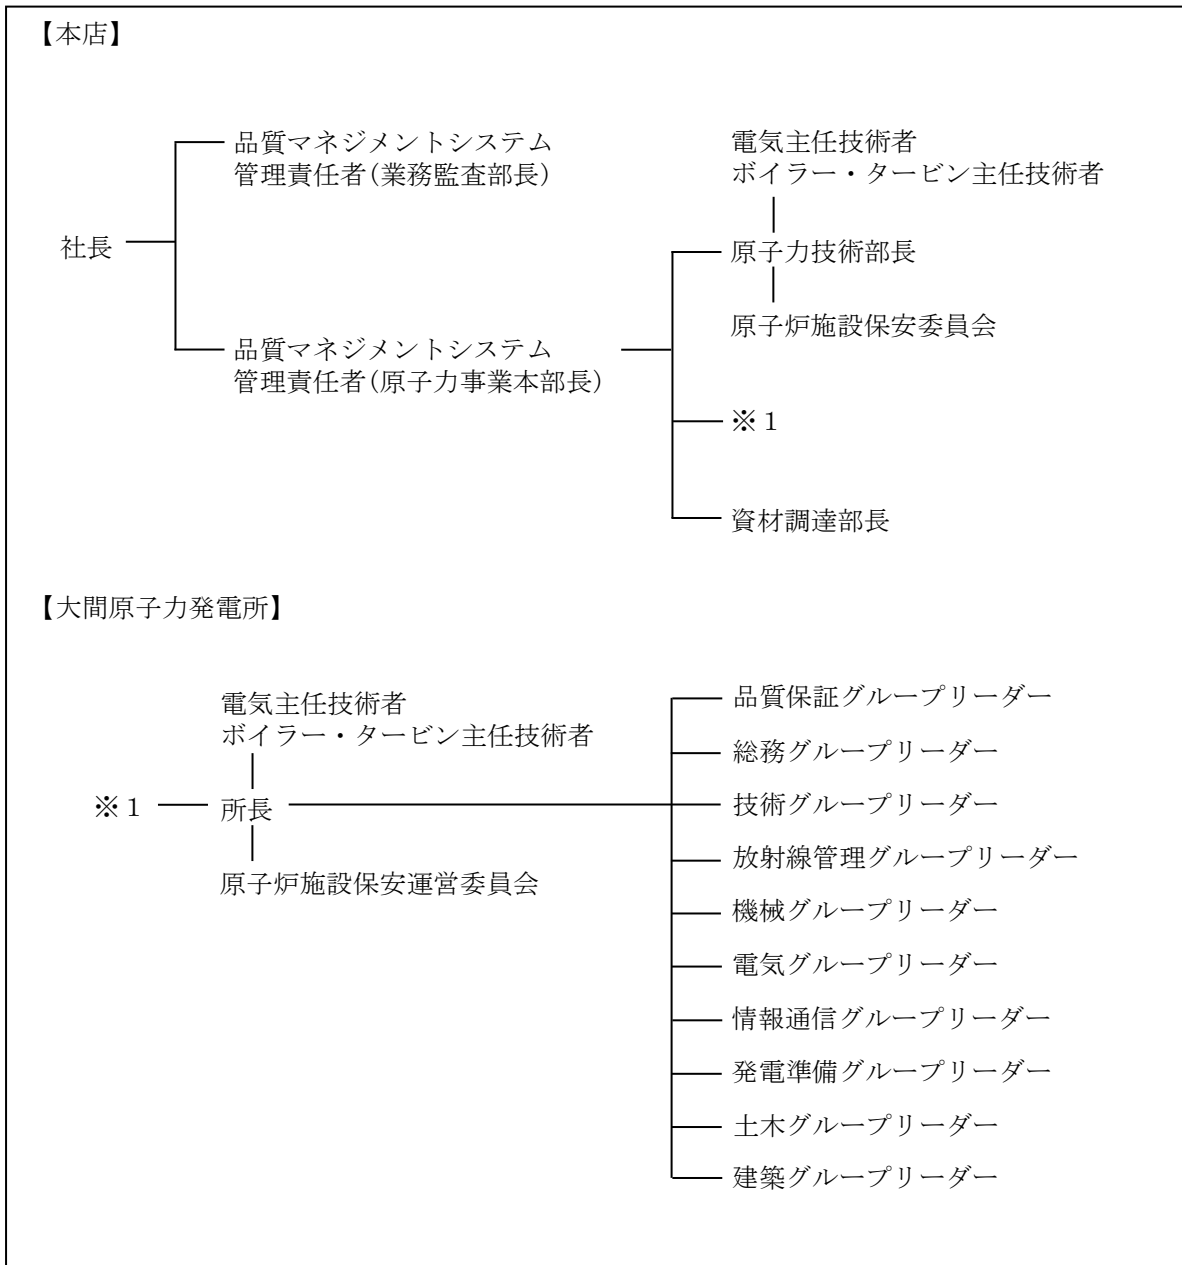 【本店】
品質マネジメントシステム
管理責任者(業務監査部長)
電気主任技術者
ボイラー・タービン主任技術者
社長
原子力技術部長
原子炉施設保安委員会
品質マネジメントシステム
管理責任者(原子力事業本部長)
※1
資材調達部長
【大間原子力発電所】
電気主任技術者
ボイラー・タービン主任技術者
※1
所長
原子炉施設保安運営委員会
品質保証グループリーダー
総務グループリーダー
技術グループリーダー
放射線管理グループリーダー
機械グループリーダー
電気グループリーダー
情報通信グループリーダー
発電準備グループリーダー
土木グループリーダー
建築グループリーダー